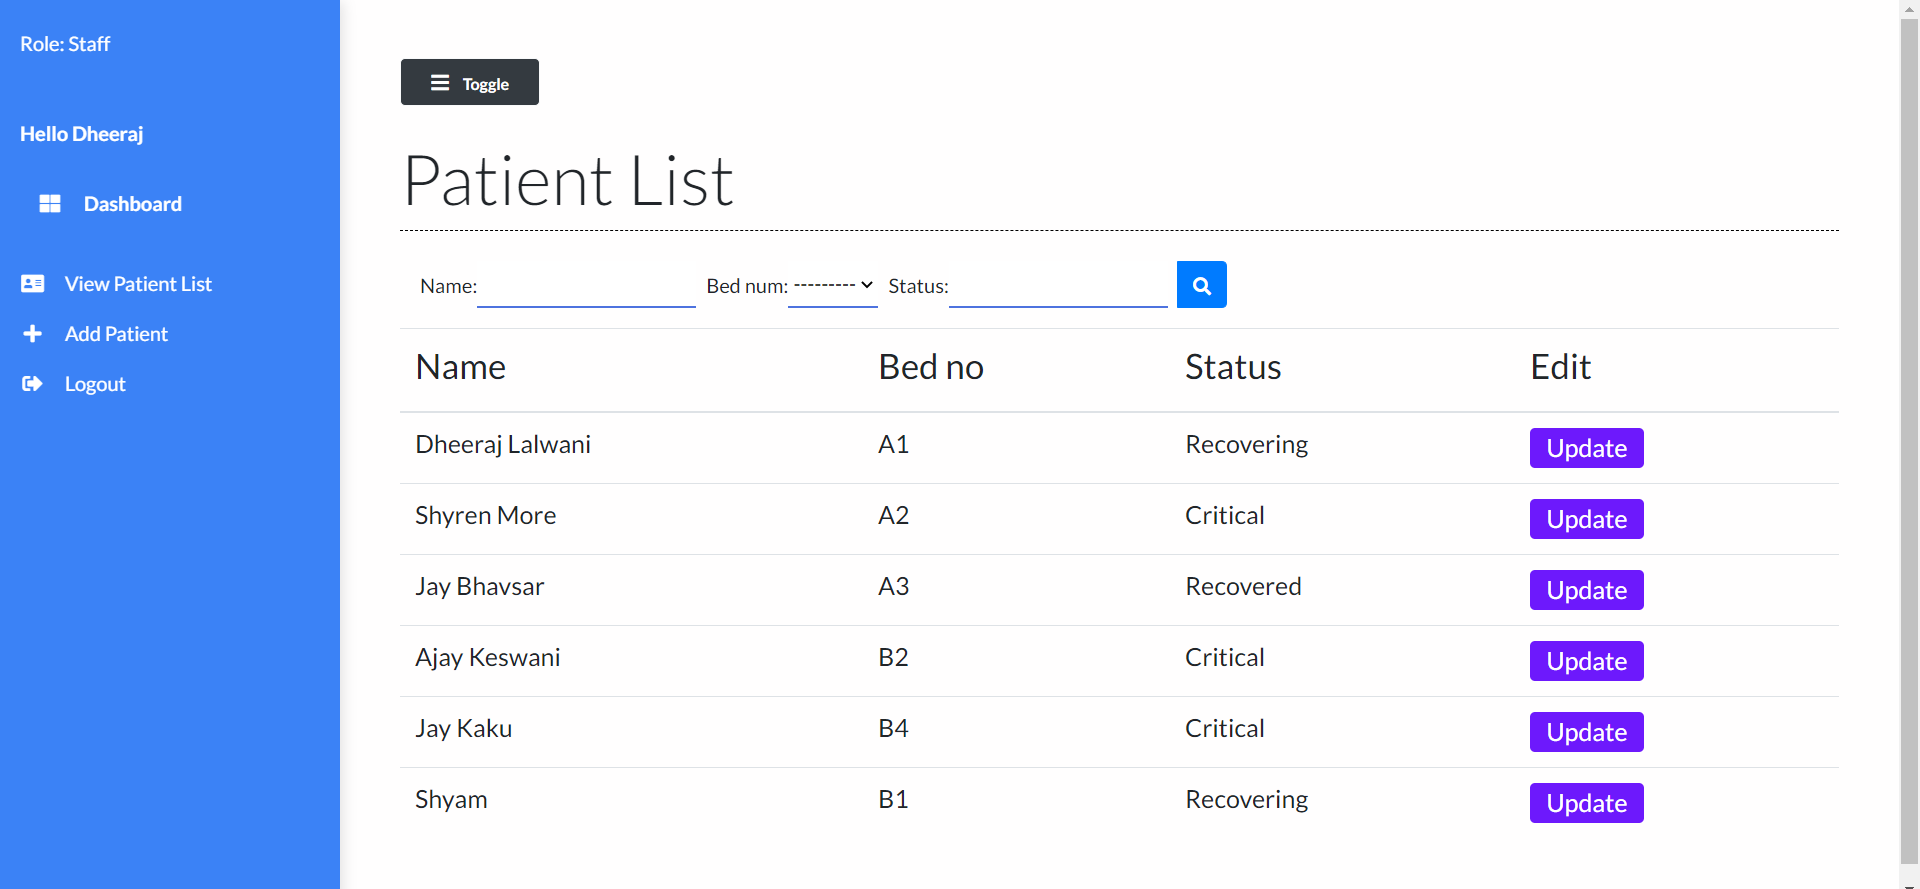 Role: Staff
Hello Dheeraj
Dashboard
View Patient List
Add Patient
Logout
Toggle
Patient List
Name: Bed num: --------- Status:
Name Bed no Status Edit
Dheeraj Lalwani A1 Recovering Update
Shyren More A2 Critical Update
Jay Bhavsar A3 Recovered Update
Ajay Keswani B2 Critical Update
Jay Kaku B4 Critical Update
Shyam B1 Recovering Update